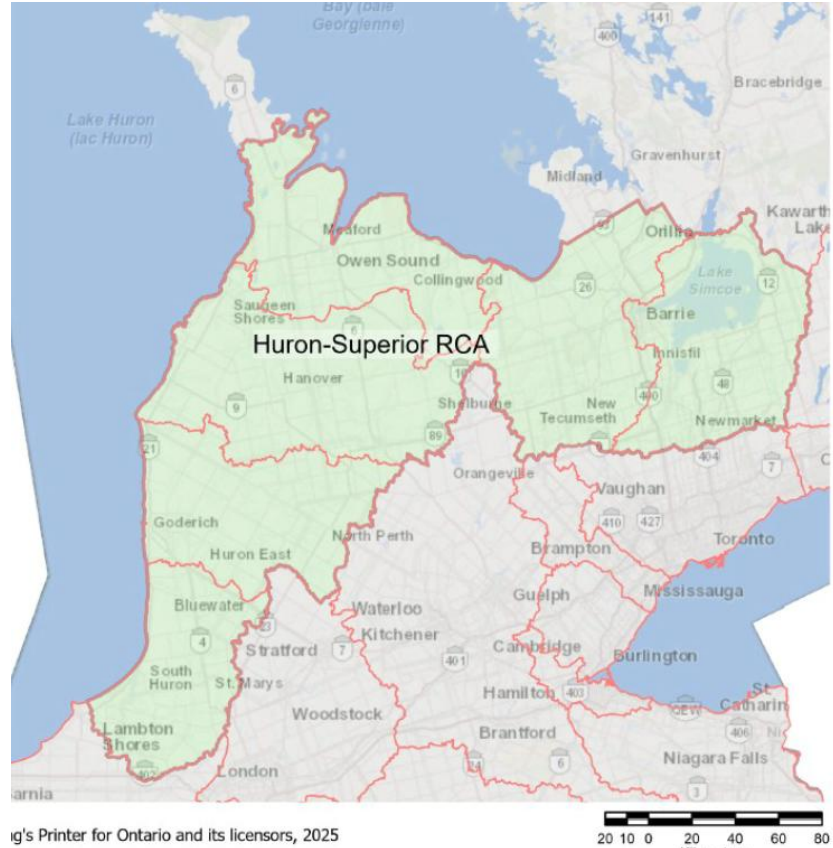 Bay (baie
Georgienne)
141
400
Bracebridge
6
Lake Huron
(lac Huron)
Gravenhurst
Midland
Kawarth
Lake
93
Orillia
Meaford
Owen Sound
Collingwood
Lake
Simcoe
12
26
Saugeen
Shores
6
Barrie
Huron-Superior RCA
Innisfil
Hanover
10
48
9
Shelburne
New
Tecumseth
400
Newmarket
89
21
404
7
Orangeville
Vaughan
Goderich
410
427
North Perth
Toronto
Huron East
Brampton
Mississauga
Guelph
Bluewater
Waterloo
23
Kitchener
4
Stratford
7
Cambridge
401
Burlington
South
Huron
St. Marys
Hamilton
403
St
Catharin
QEW
Woodstock
Lambton
Shores
Brantford
406
Ni
402
London
24
6
Niagara Falls
arnia
3
ng's Printer for Ontario and its licensors, 2025
20 10 0 20 40 60 80